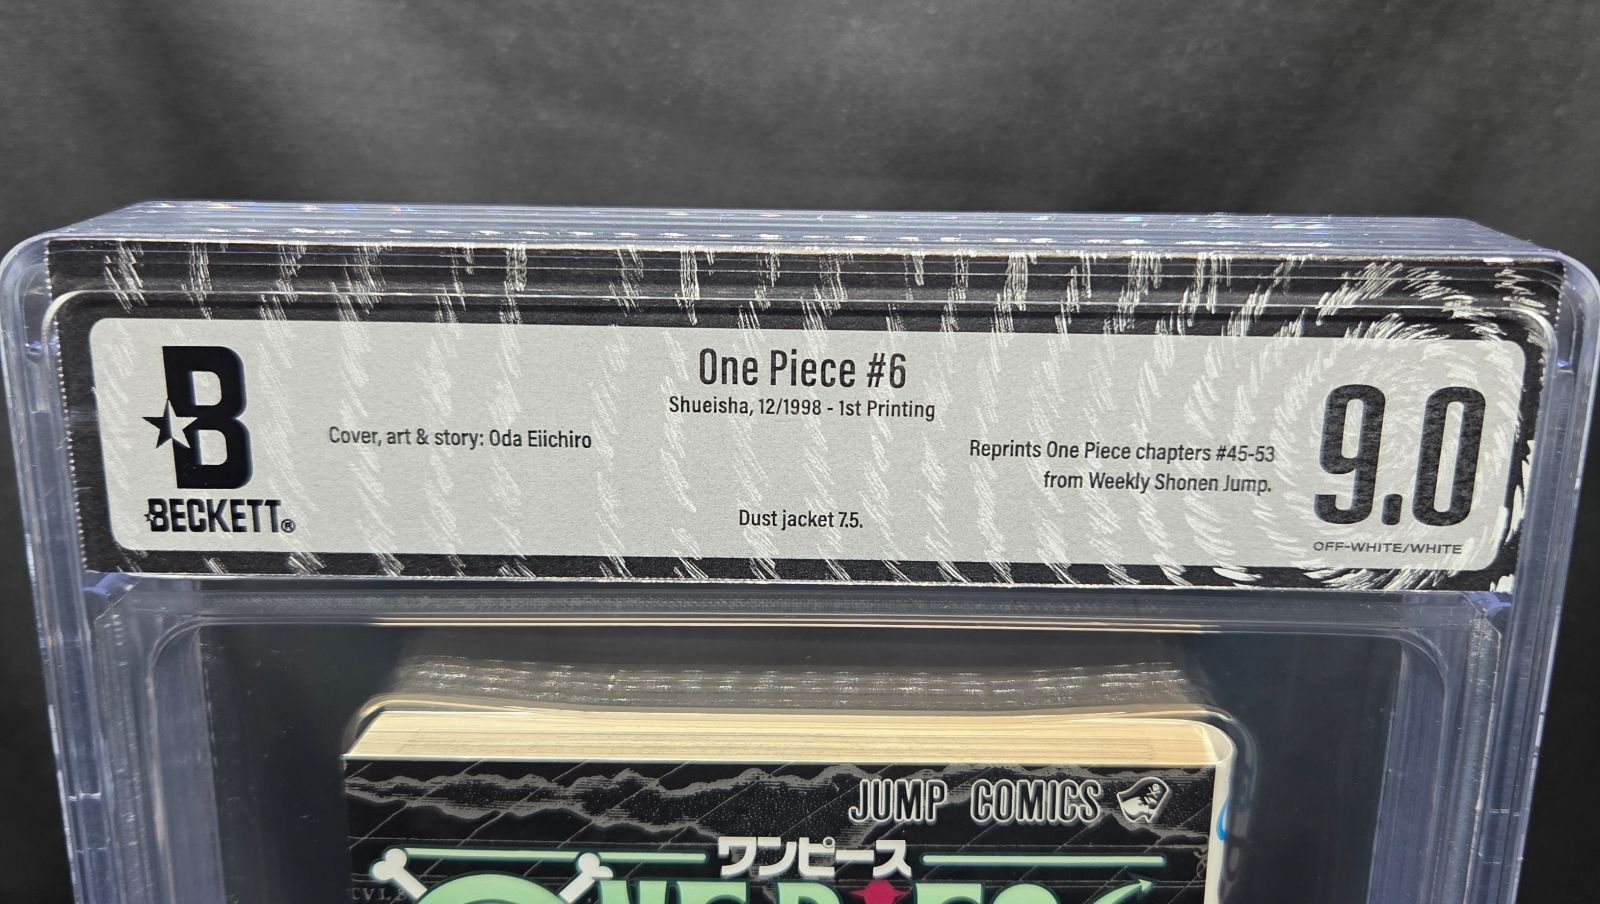 One Piece #6
Shueisha, 12/1998 - 1st Printing
Cover, art & story: Oda Eiichiro
Reprints One Piece chapters #45-53
from Weekly Shonen Jump.
Dust jacket 7.5.
B
BECKETT®
9.0
OFF-WHITE/WHITE
JUMP COMICS
ワンピース